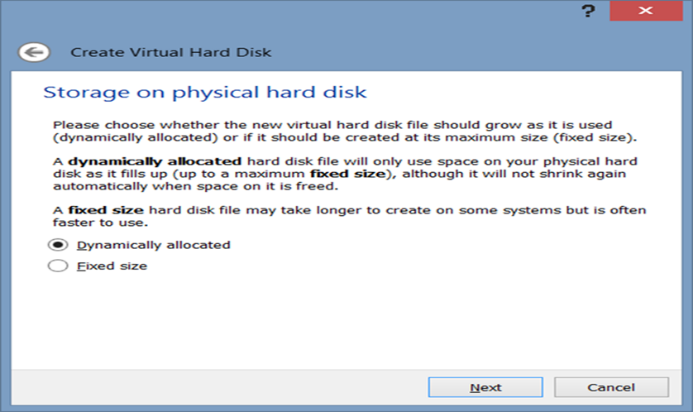 ?
Create Virtual Hard Disk
Storage on physical hard disk
Please choose whether the new virtual hard disk file should grow as it is used
(dynamically allocated) or if it should be created at its maximum size (fixed size).
A dynamically allocated hard disk file will only use space on your physical hard
disk as it fills up (up to a maximum fixed size), although it will not shrink again
automatically when space on it is freed.
A fixed size hard disk file may take longer to create on some systems but is often
faster to use.
Dynamically allocated
Fixed size
Next Cancel